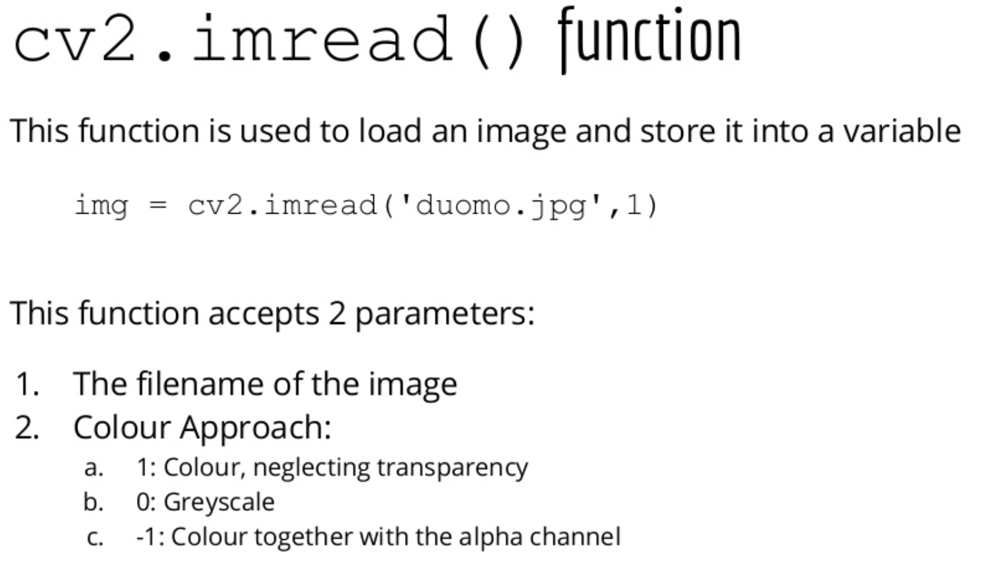 cv2.imread() function
This function is used to load an image and store it into a variable
img = cv2.imread('duomo.jpg',1)
This function accepts 2 parameters:
1. The filename of the image
2. Colour Approach:
a. 1: Colour, neglecting transparency
b. 0: Greyscale
c. -1: Colour together with the alpha channel